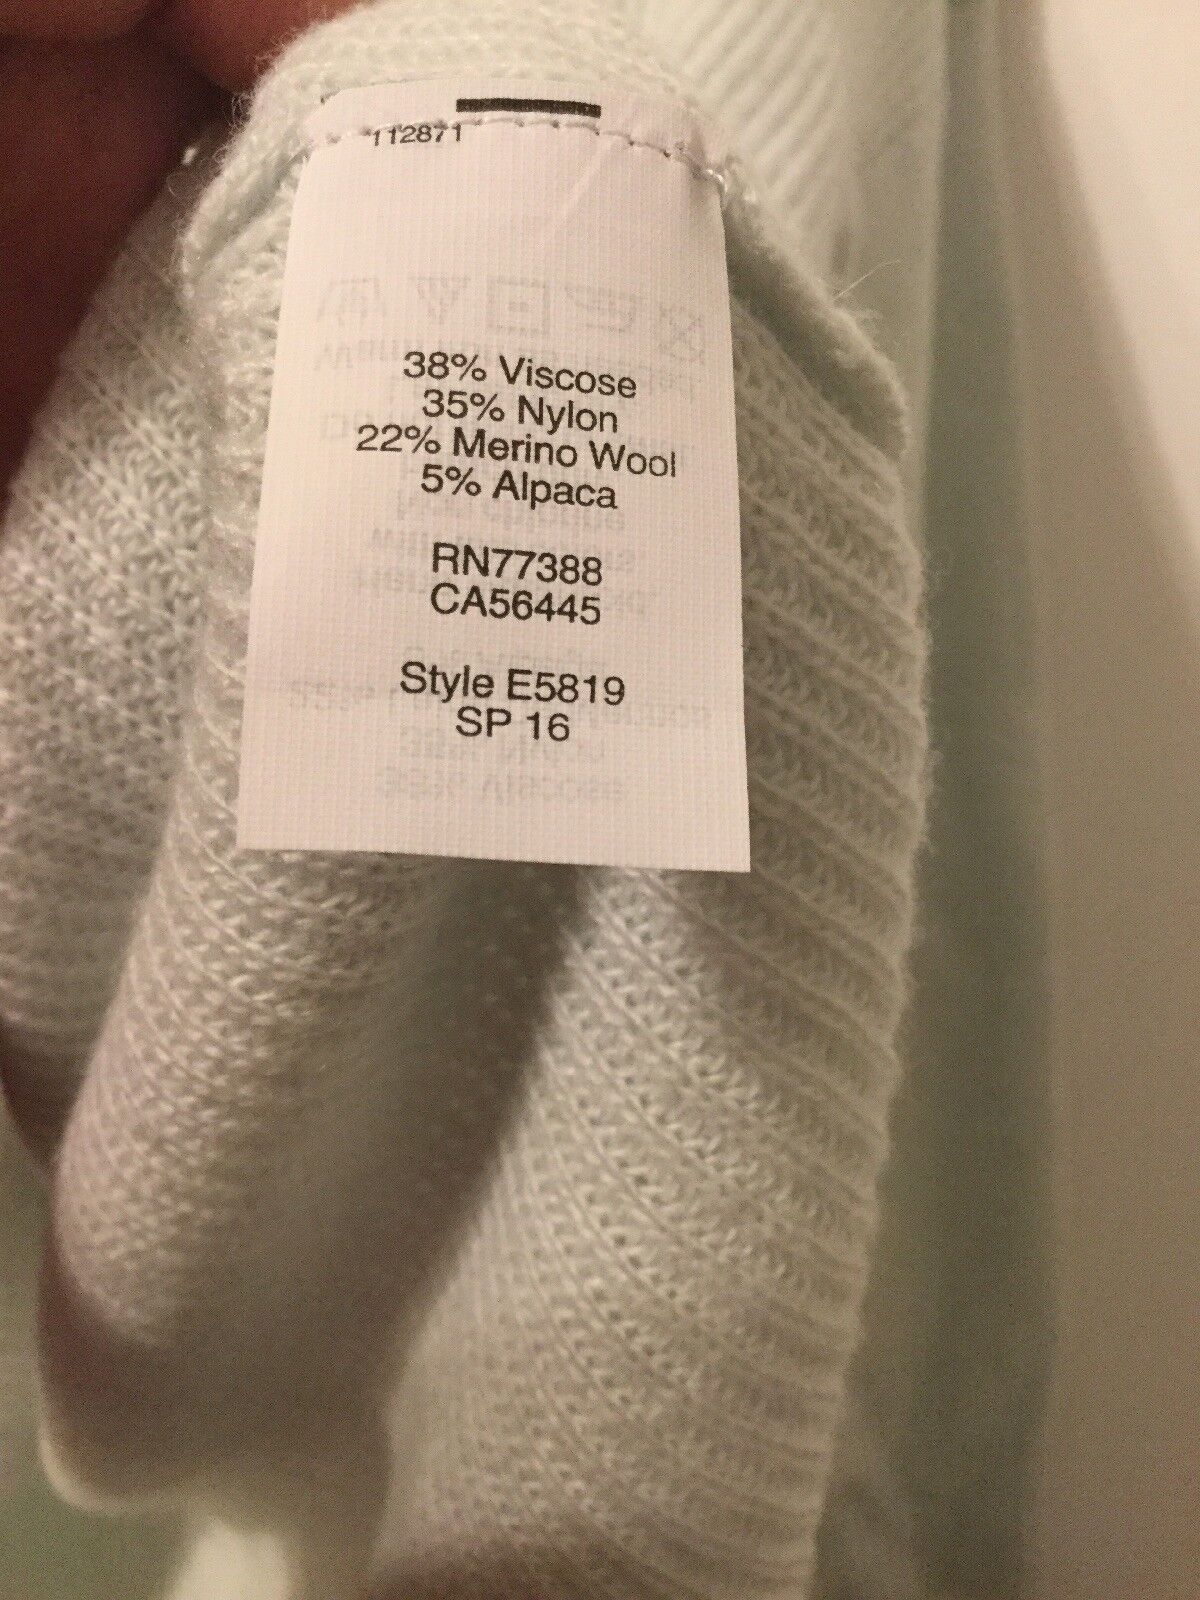 112871
38% Viscose
35% Nylon
22% Merino Wool
5% Alpaca
RN77388
CA56445
Style E5819
SP 16